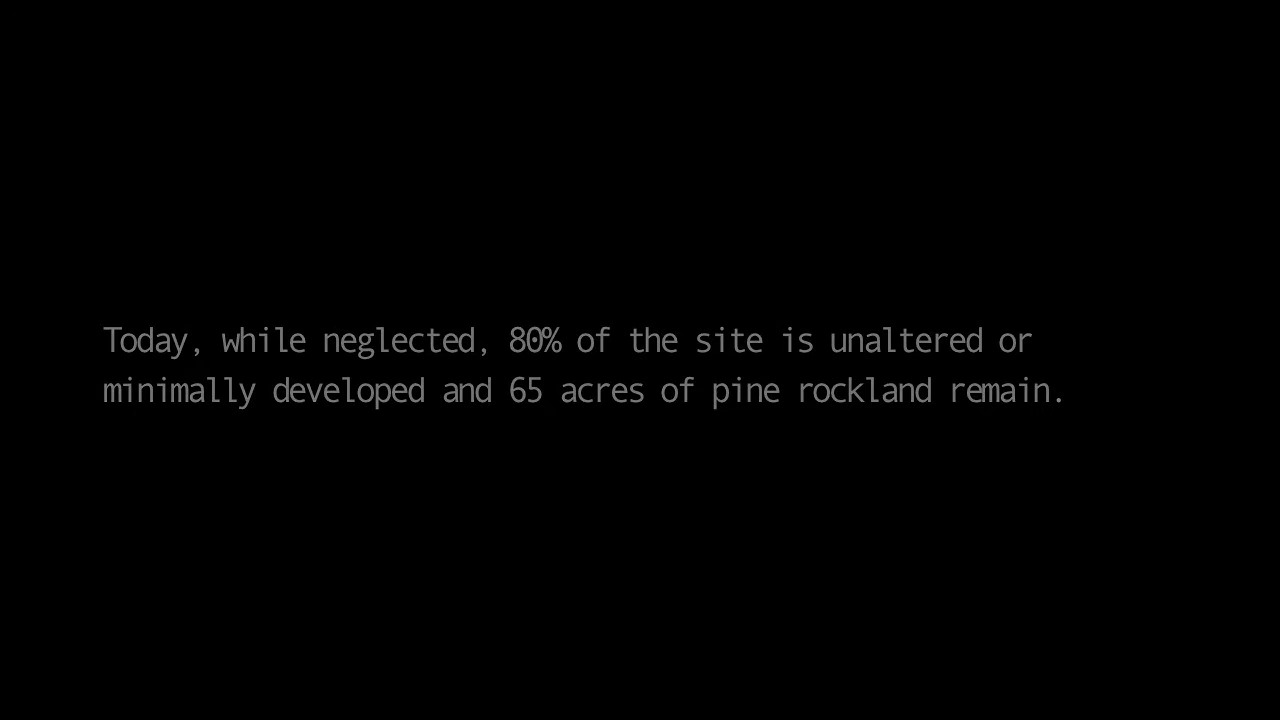 Today, while neglected, 80% of the site is unaltered or
minimally developed and 65 acres of pine rockland remain.